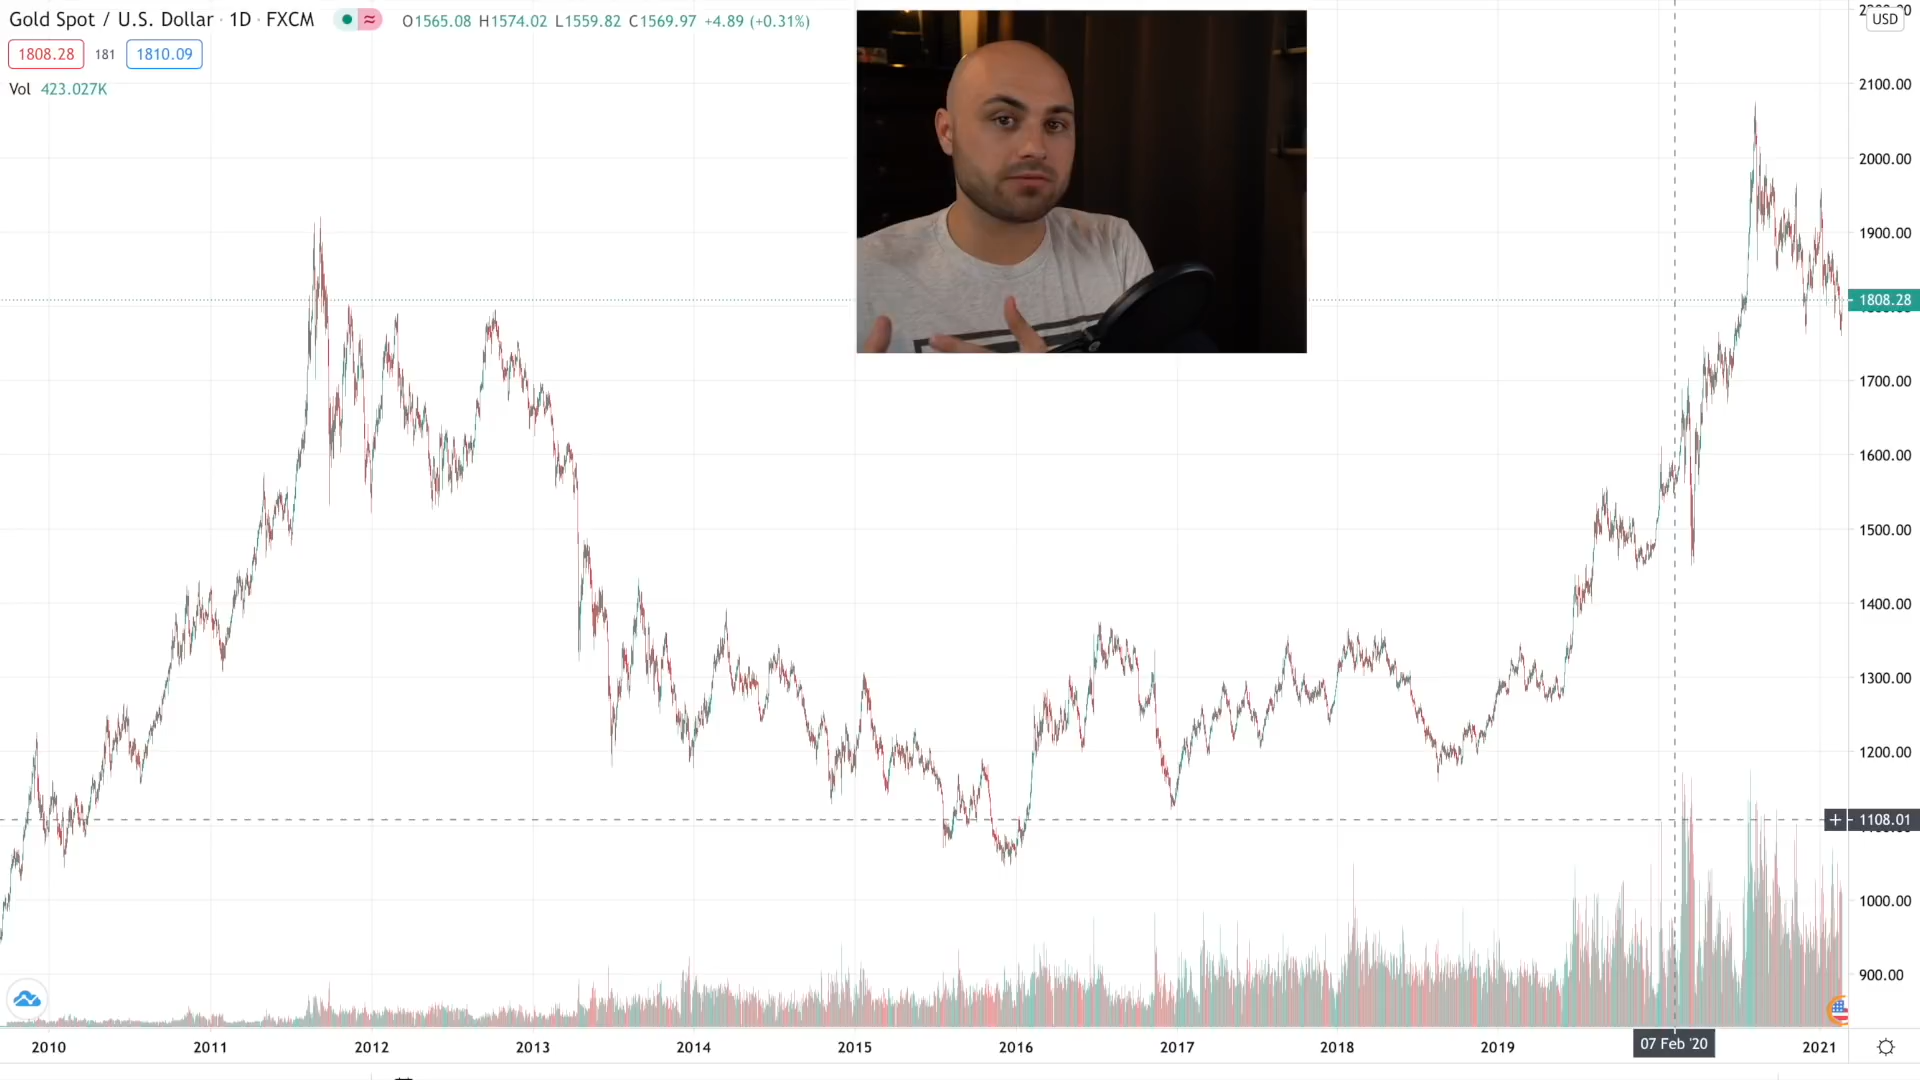 Gold Spot / U.S. Dollar · 1D · FXCM O1565.08 H1574.02 L1559.82 C1569.97 +4.89 (+0.31%)
1808.28 181 1810.09
Vol 423.027K
USD
2100.00
2000.00
1900.00
1808.28
1700.00
1600.00
1500.00
1400.00
1300.00
1200.00
1108.01
1000.00
900.00
2010 2011 2012 2013 2014 2015 2016 2017 2018 2019 07 Feb '20 2021